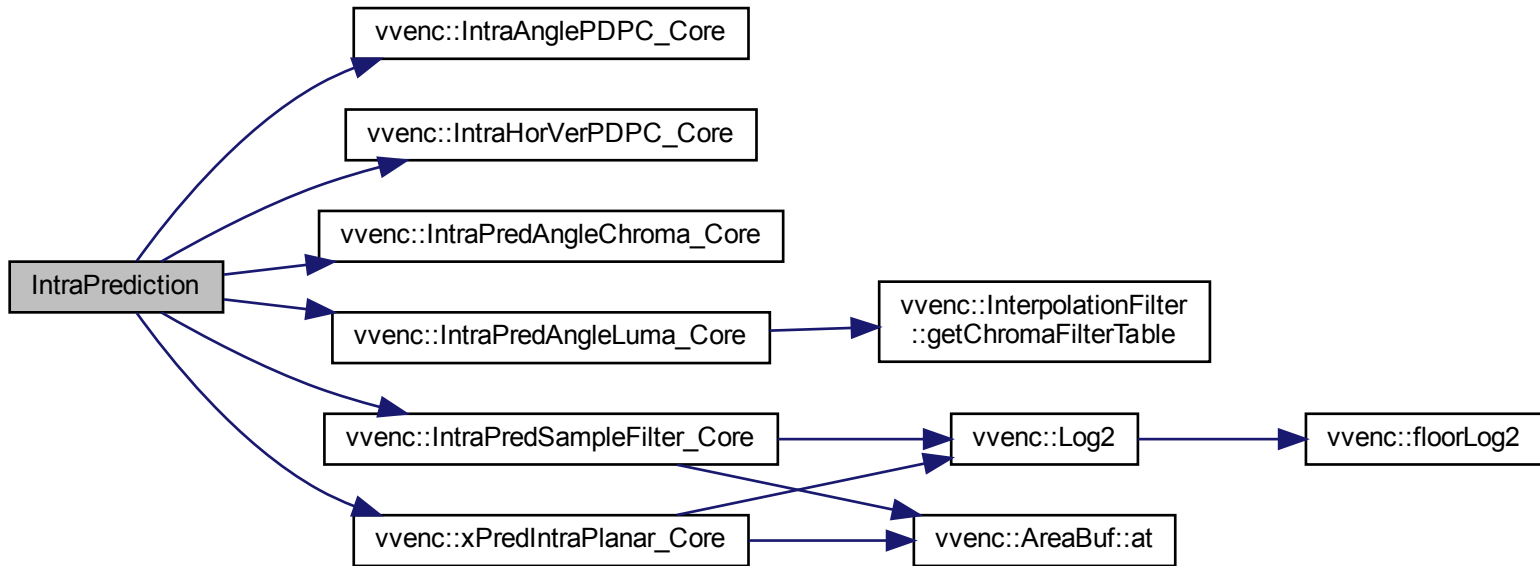 vvenc::IntraAnglePDPC_Core
vvenc::IntraHorVerPDPC_Core
vvenc::IntraPredAngleChroma_Core
IntraPrediction
vvenc::InterpolationFilter
::getChromaFilterTable
vvenc::IntraPredAngleLuma_Core
vvenc::IntraPredSampleFilter_Core
vvenc::Log2
vvenc::floorLog2
vvenc::xPredIntraPlanar_Core
vvenc::AreaBuf::at